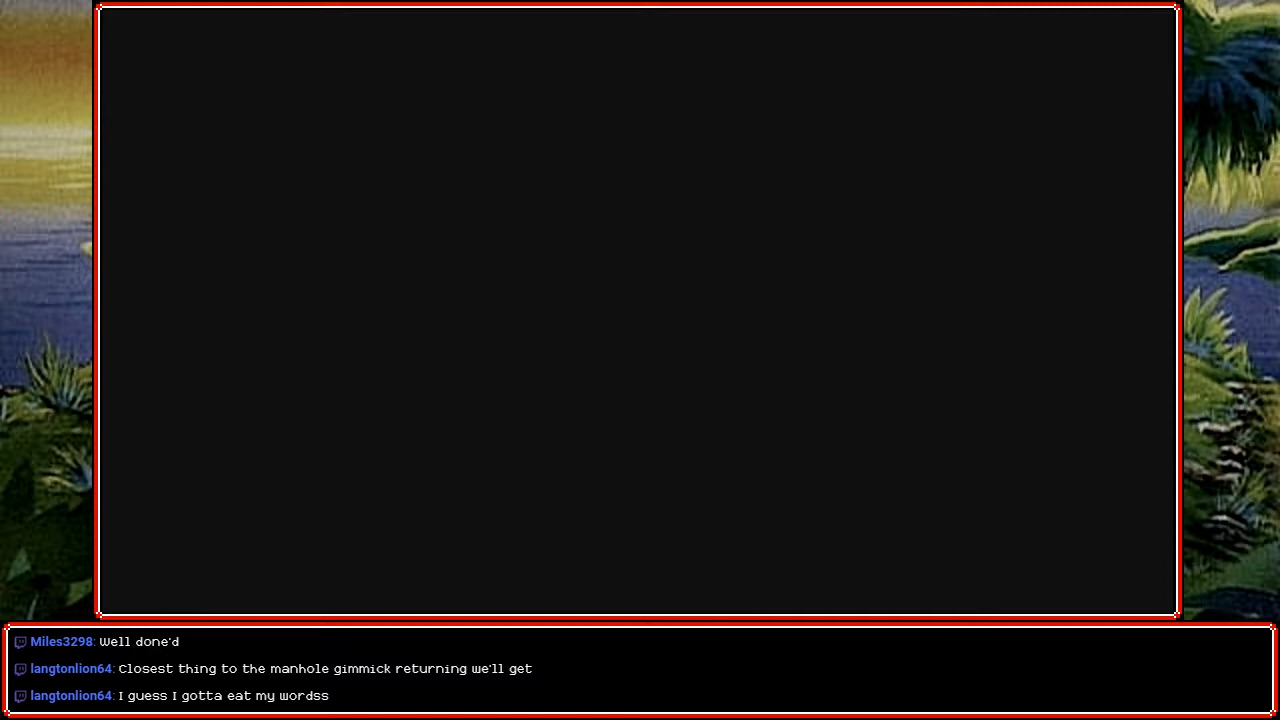 Miles3298: Well done'd
langtonlion64: Closest thing to the manhole gimmick returning we'll get
langtonlion64: I guess I gotta eat my wordss